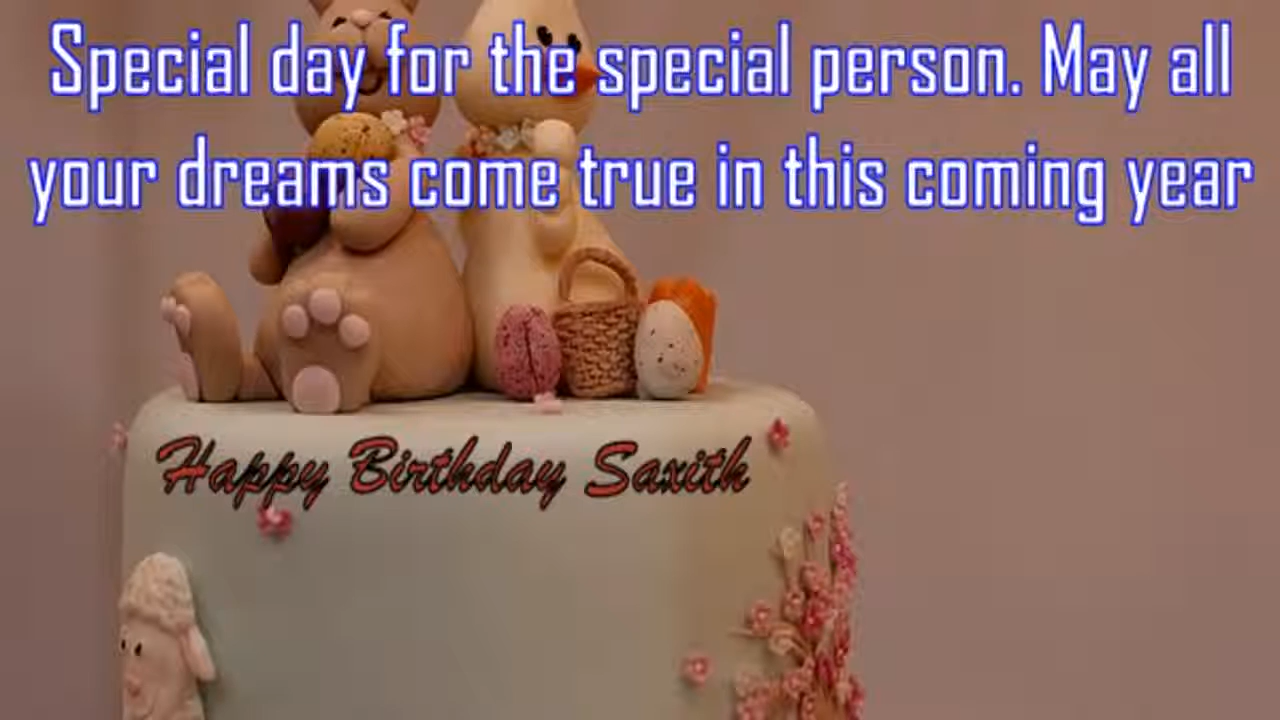 Special day for the special person. May all
your dreams come true in this coming year
Happy Birthday Saxith